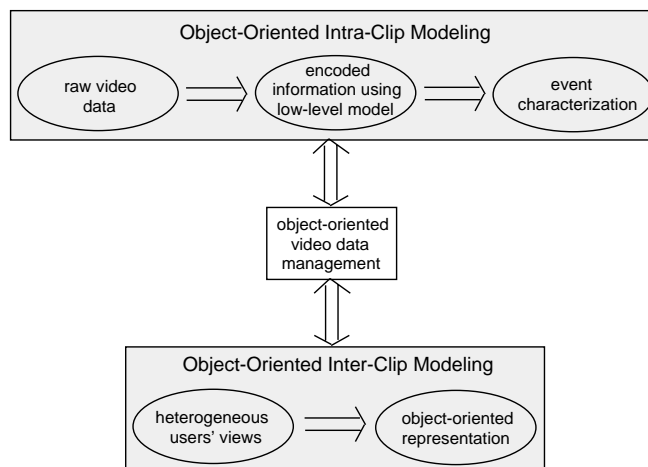 Object-Oriented Intra-Clip Modeling
raw video
data
encoded
information using
low-level model
event
characterization
object-oriented
video data
management
Object-Oriented Inter-Clip Modeling
heterogeneous
users' views
object-oriented
representation